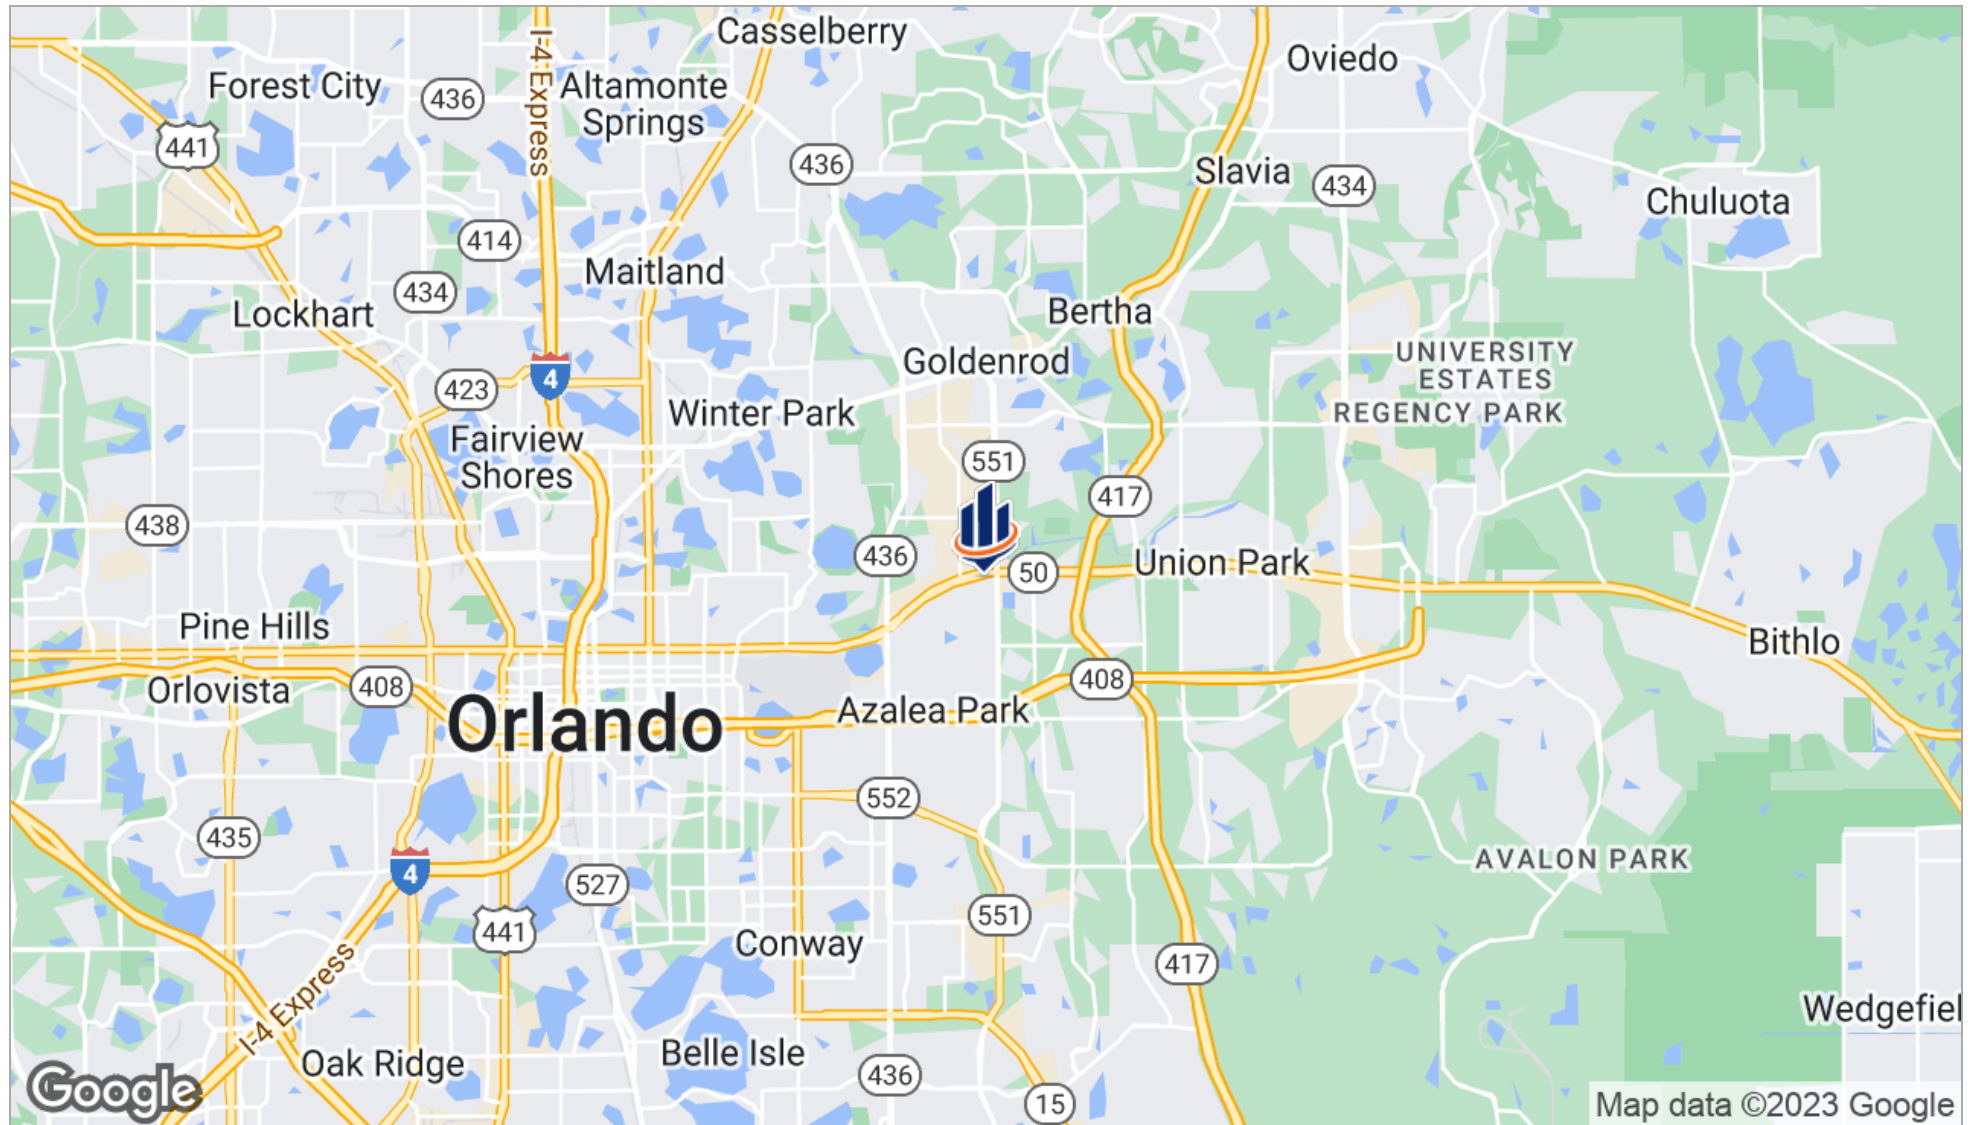 Casselberry
Oviedo
Forest City
436
I-4 Express
Altamonte
Springs
441
436
Slavia
434
Chuluota
414
Maitland
434
Lockhart
Bertha
Goldenrod
UNIVERSITY
ESTATES
4
423
Winter Park
REGENCY PARK
Fairview
Shores
551
417
438
436
50
Union Park
Pine Hills
Bithlo
Orlovista
408
408
Orlando
Azalea Park
552
435
4
527
AVALON PARK
551
441
Conway
417
I-4 Express
Wedgefiel
Belle Isle
Oak Ridge
436
15
Google
Map data ©2023 Google